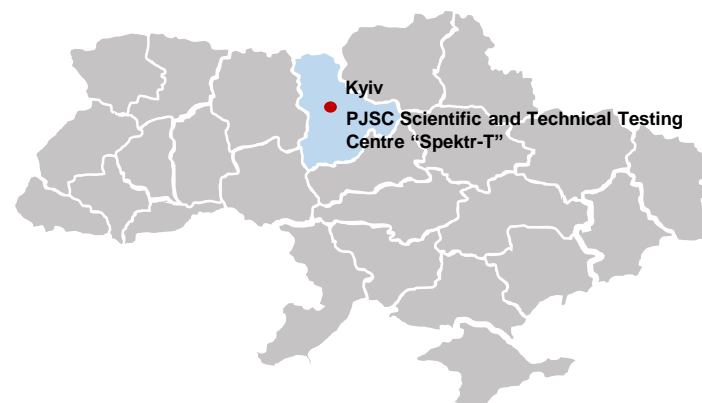 Kyiv
PJSC Scientific and Technical Testing
Centre “Spektr-T”